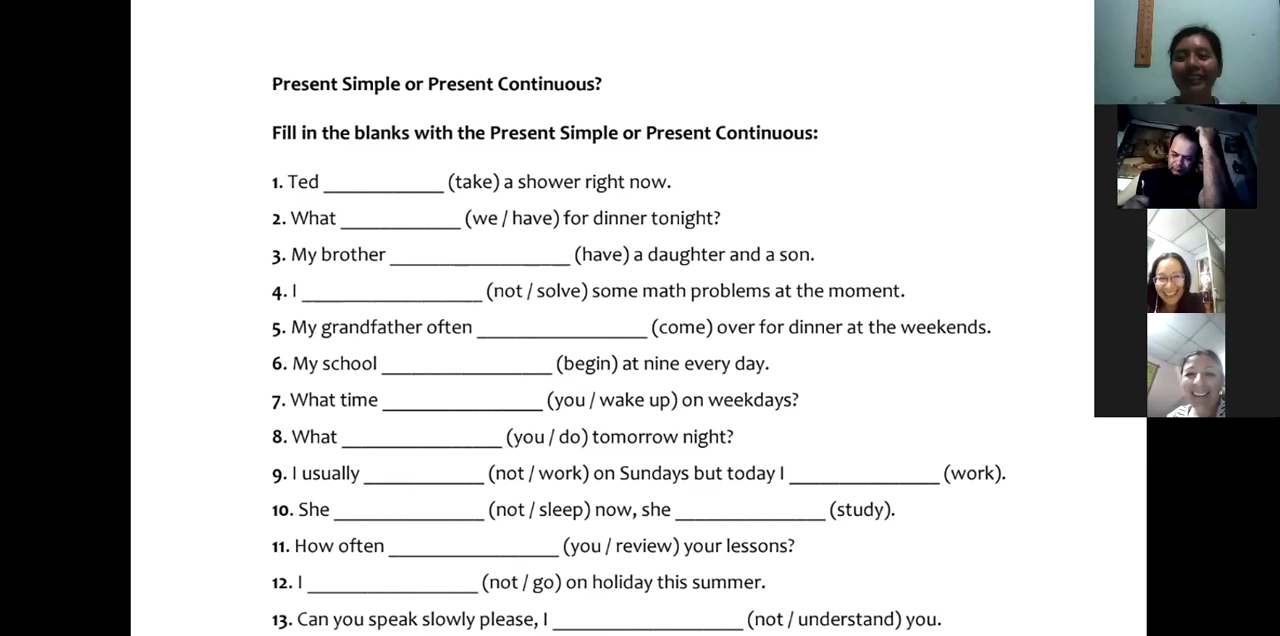 Present Simple or Present Continuous?
Fill in the blanks with the Present Simple or Present Continuous:
1. Ted ____________ (take) a shower right now.
2. What ____________ (we / have) for dinner tonight?
3. My brother __________________ (have) a daughter and a son.
4. I __________________ (not / solve) some math problems at the moment.
5. My grandfather often _________________ (come) over for dinner at the weekends.
6. My school _________________ (begin) at nine every day.
7. What time ________________ (you / wake up) on weekdays?
8. What ________________ (you / do) tomorrow night?
9. I usually ____________ (not / work) on Sundays but today I _______________ (work).
10. She _______________ (not / sleep) now, she _______________ (study).
11. How often _________________ (you / review) your lessons?
12. I _________________ (not / go) on holiday this summer.
13. Can you speak slowly please, I ___________________ (not / understand) you.